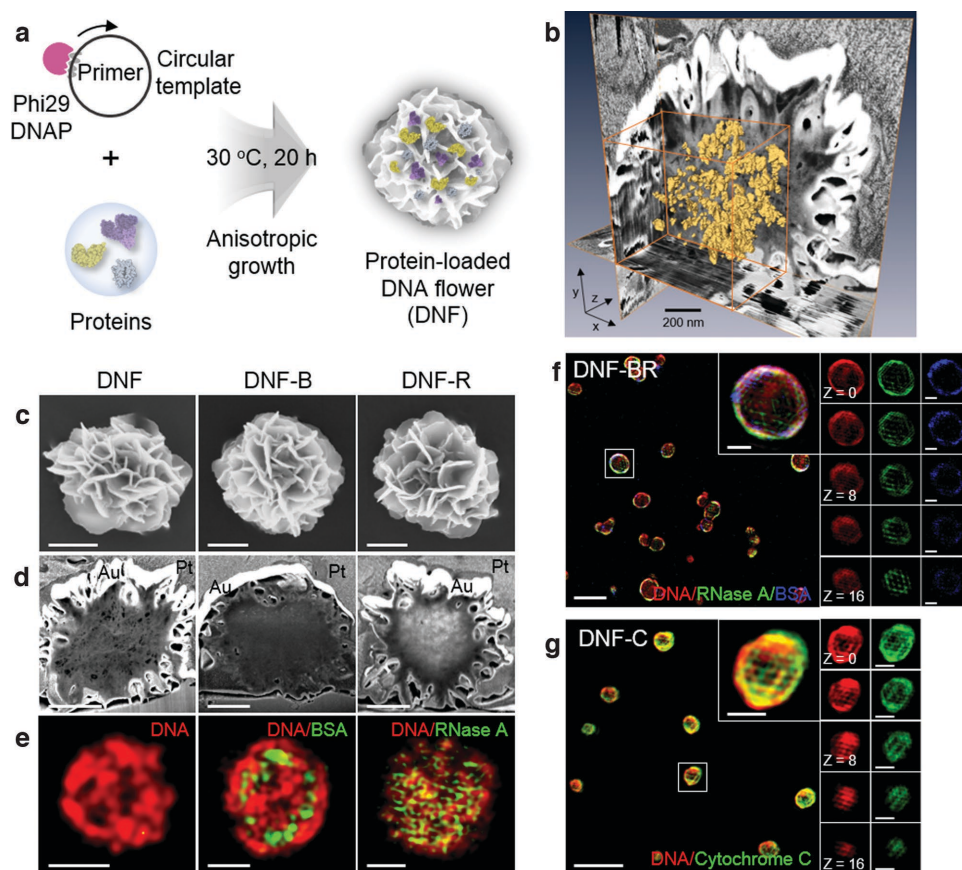 a
Primer
Circular
template
Phi29
DNAP
+
Proteins
30 °C, 20 h
Anisotropic
growth
Protein-loaded
DNA flower
(DNF)
b
y
z
x
200 nm
DNF
DNF-B
DNF-R
c
d
Au
Pt
Au
Pt
Au
Pt
e
DNA
DNA/BSA
DNA/RNase A
f
DNF-BR
DNA/RNase A/BSA
Z = 0
Z = 8
Z = 16
g
DNF-C
DNA/Cytochrome C
Z = 0
Z = 8
Z = 16